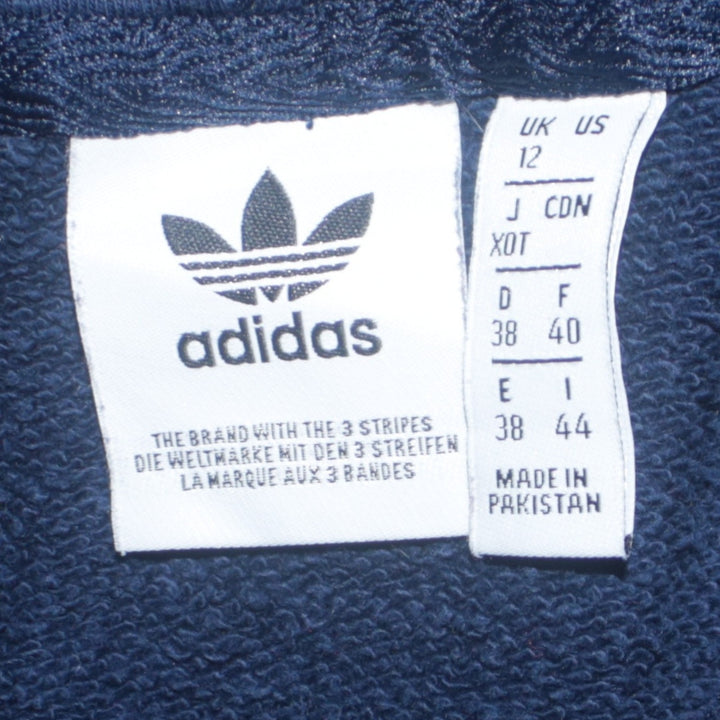 adidas
THE BRAND WITH THE 3 STRIPES
DIE WELTMARKE MIT DEN 3 STREIFEN
LA MARQUE AUX 3 BANDES
UK US
12
J CDN
XOT
D F
38 40
E I
38 44
MADE IN
PAKISTAN